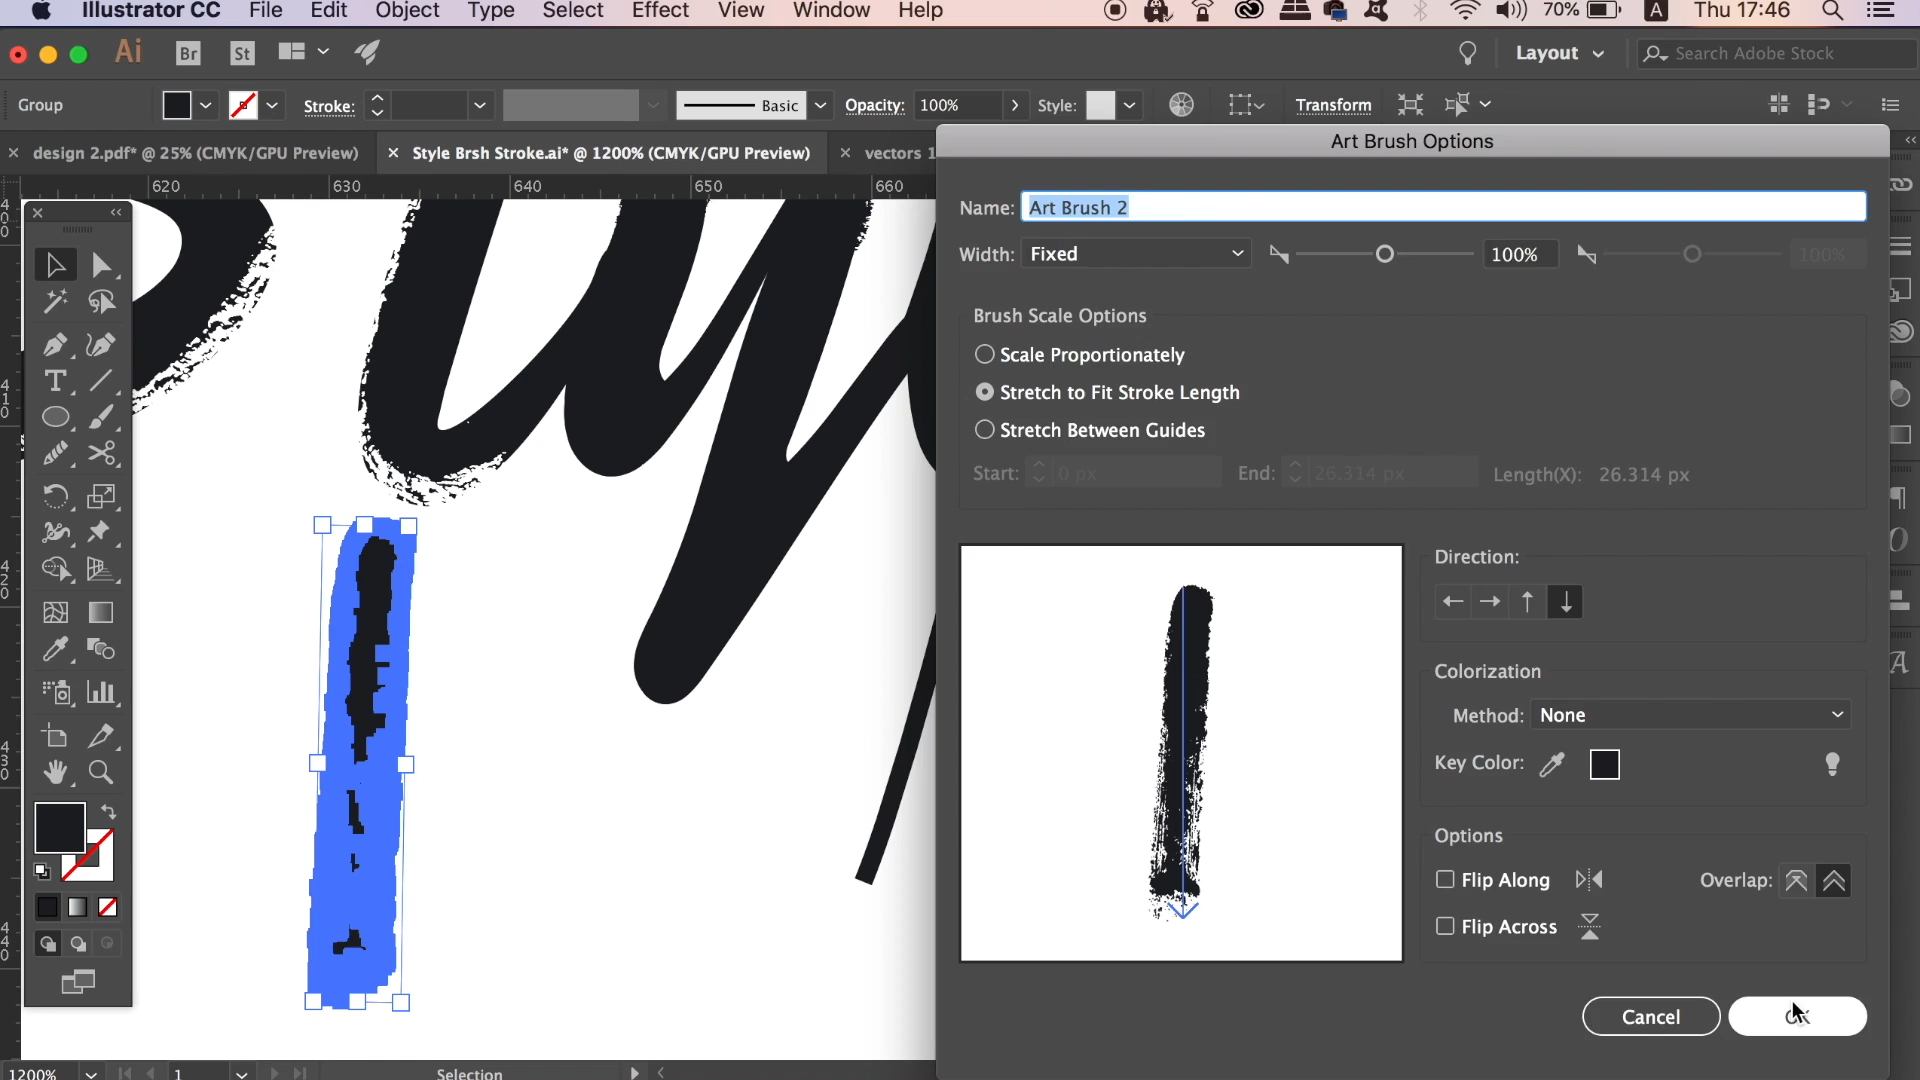 Illustrator CC File Edit Object Type Select Effect View Window Help
70% A Thu 17:46
Ai Br St
Layout
Search Adobe Stock
Group
Stroke:
Basic
Opacity: 100%
Style:
Transform
design 2.pdf* @ 25% (CMYK/GPU Preview)
Style Brsh Stroke.ai* @ 1200% (CMYK/GPU Preview)
vectors 1
Art Brush Options
620 630 640 650 660
Name: Art Brush 2
Width: Fixed
100%
100%
Brush Scale Options
Scale Proportionately
Stretch to Fit Stroke Length
Stretch Between Guides
Start: 0 px
End: 26.314 px
Length(X): 26.314 px
Direction:
Colorization
Method: None
Key Color:
Options
Flip Along
Overlap:
Flip Across
Cancel
OK
1200%
1
Selection